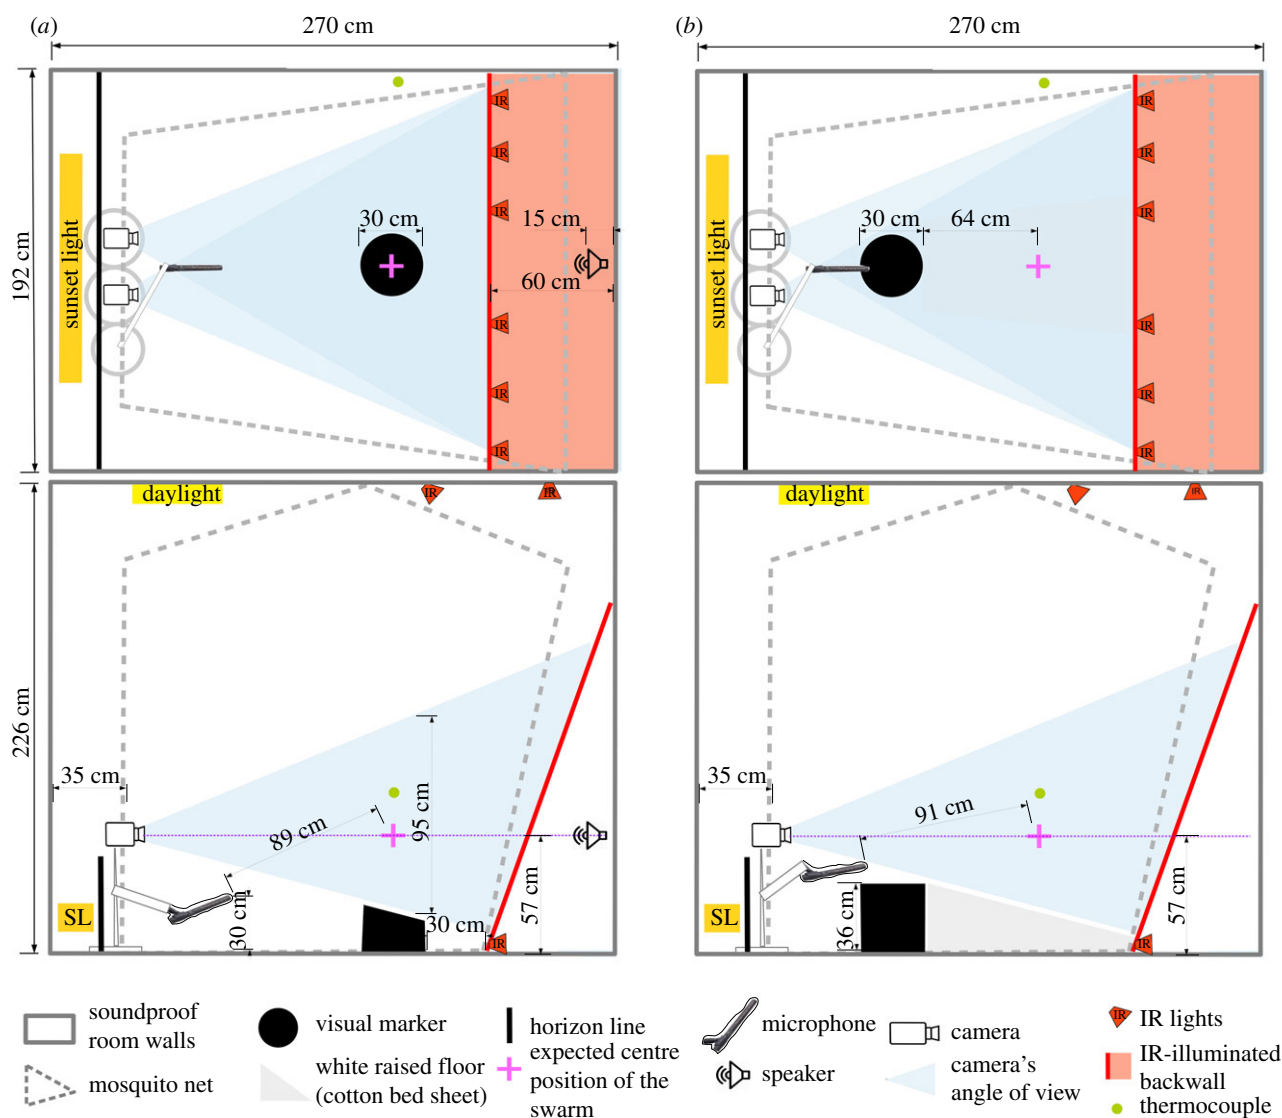 (a)
270 cm
(b)
270 cm
192 cm
sunset light
30 cm
15 cm
60 cm
IR
IR
IR
IR
IR
IR
sunset light
30 cm
64 cm
IR
IR
IR
IR
IR
IR
226 cm
daylight
IR
IR
35 cm
89 cm
95 cm
SL
30 cm
30 cm
57 cm
IR
daylight
IR
35 cm
91 cm
SL
36 cm
57 cm
IR
soundproof
room walls
mosquito net
visual marker
white raised floor
(cotton bed sheet)
horizon line
expected centre
position of the
swarm
microphone
speaker
camera
camera's
angle of view
IR
IR lights
IR-illuminated
backwall
thermocouple